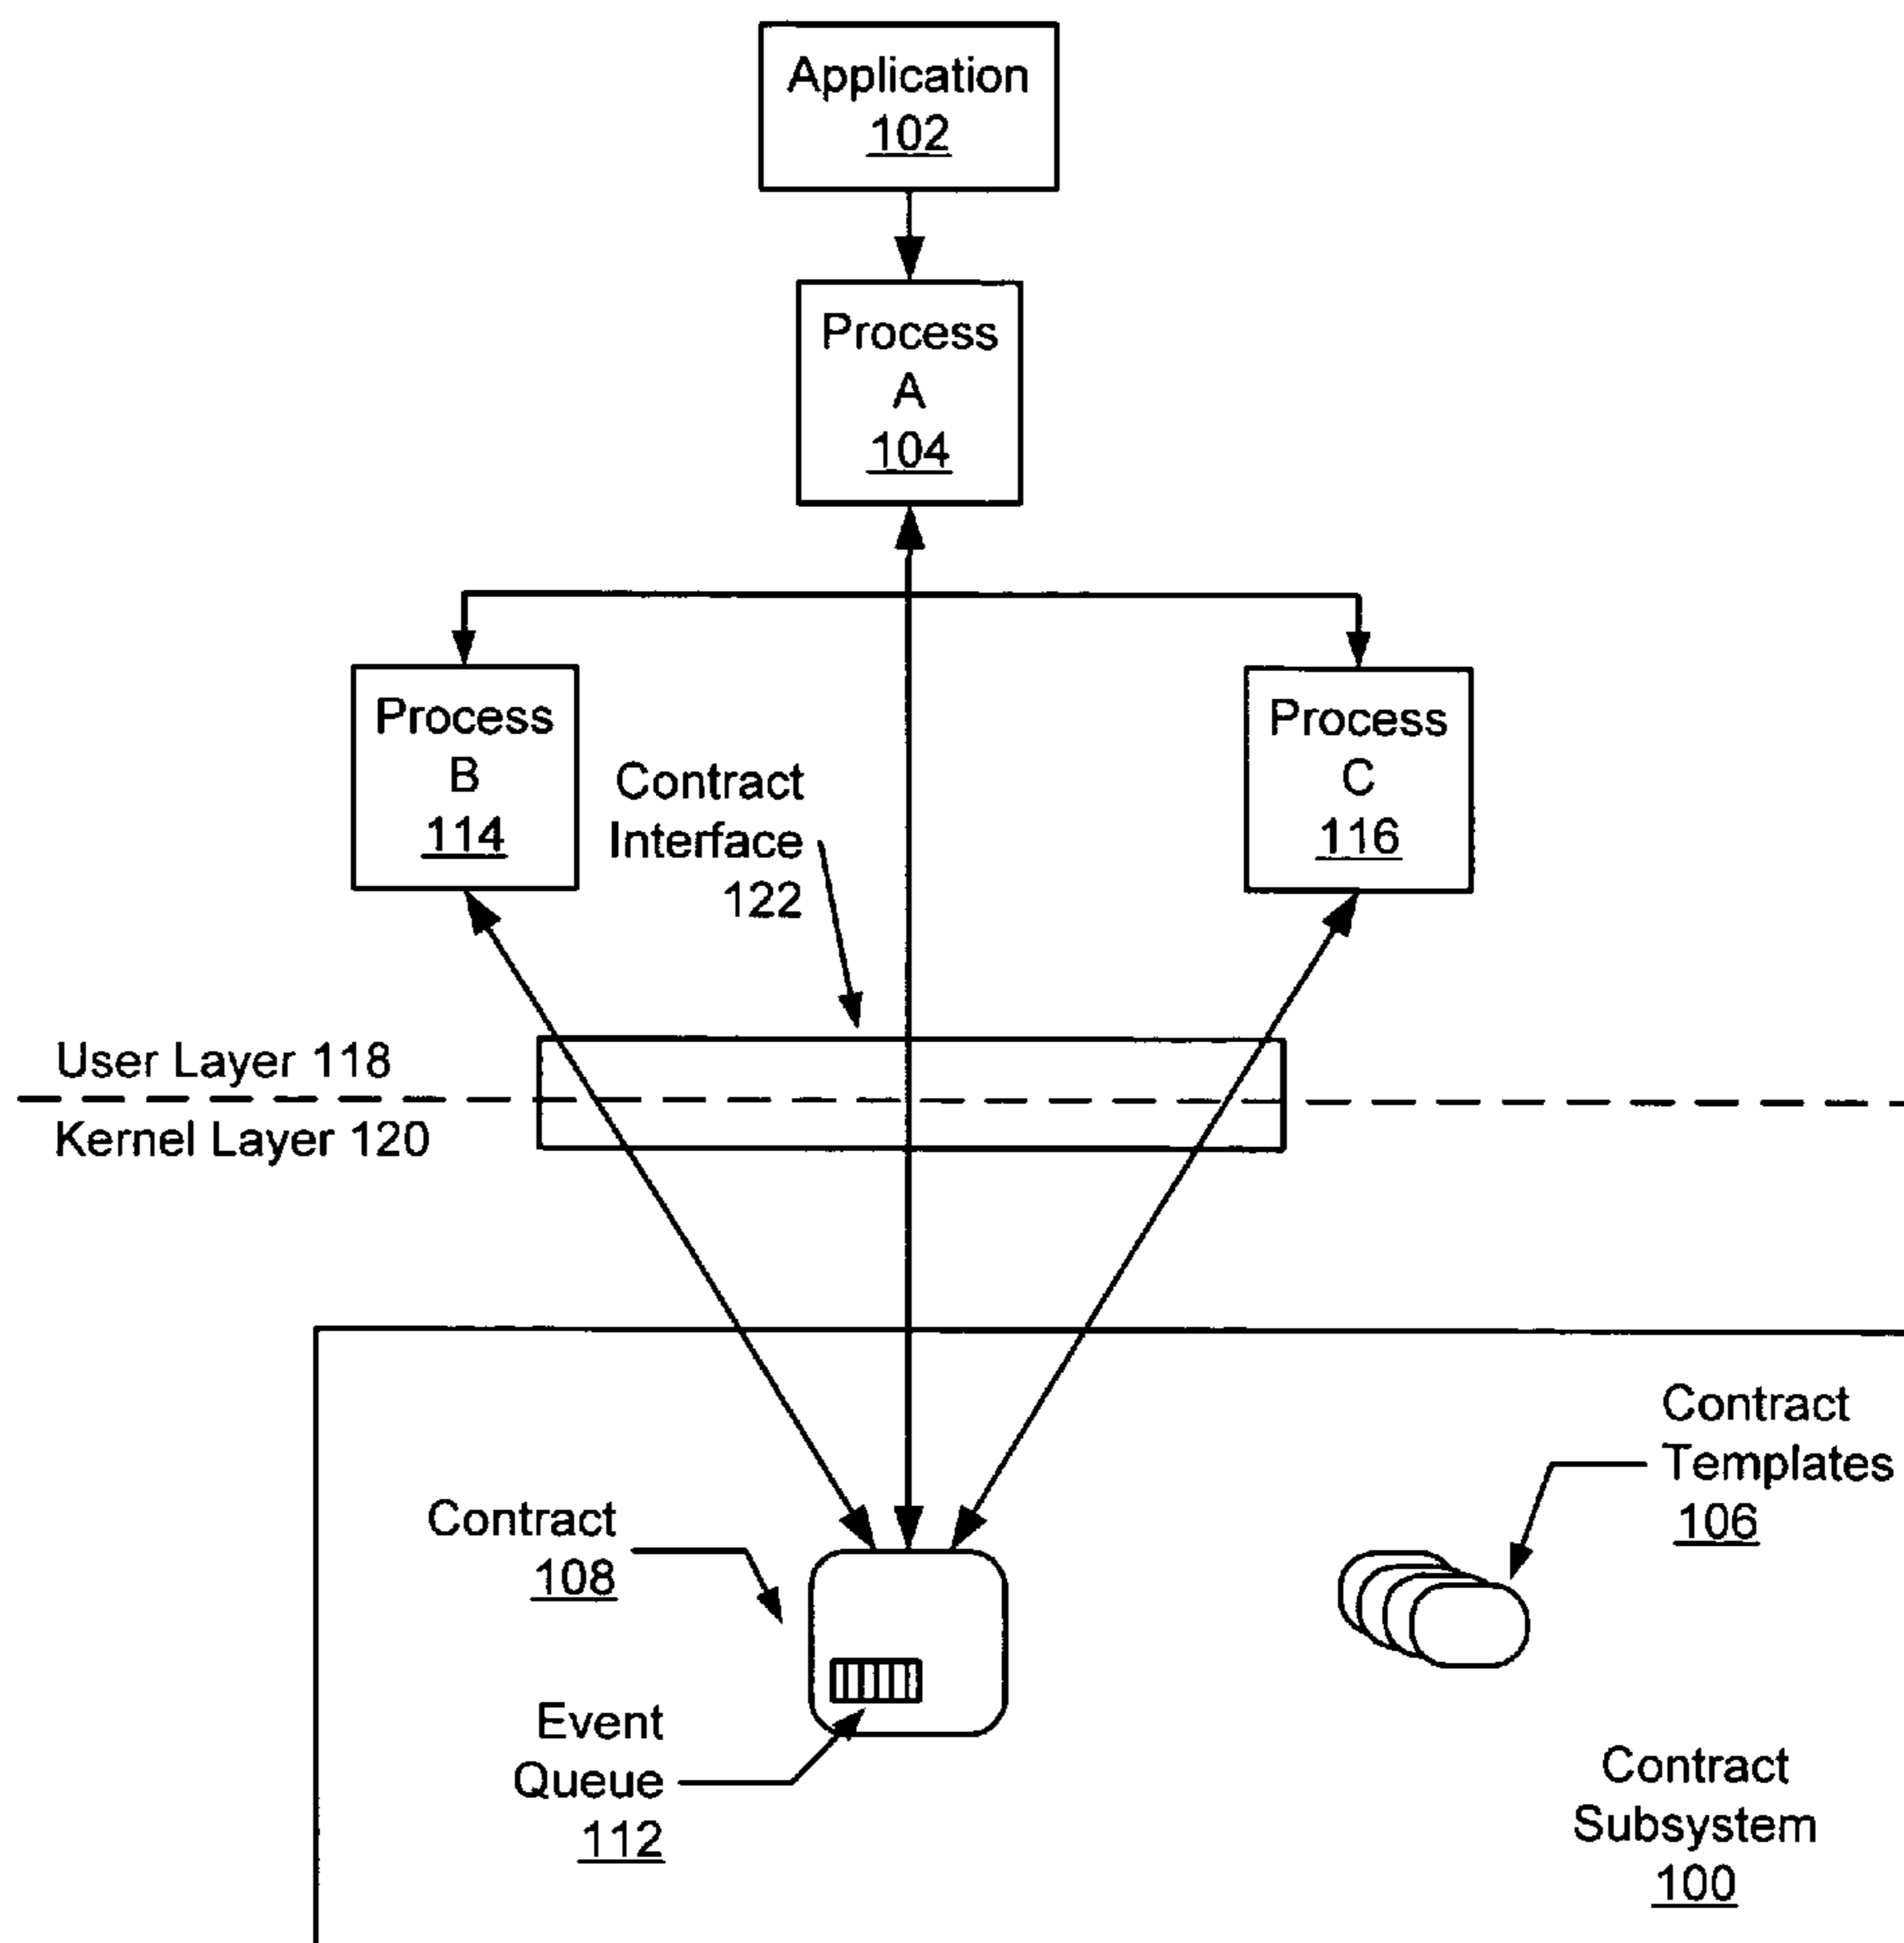 Application
102
Process
A
104
Process
B
114
Process
C
116
Contract
Interface
122
User Layer 118
Kernel Layer 120
Contract
Templates
106
Contract
108
Event
Queue
112
Contract
Subsystem
100